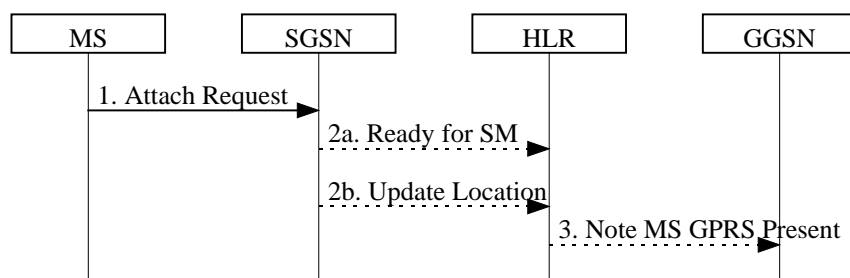 MS SGSN HLR GGSN
1. Attach Request
2a. Ready for SM
2b. Update Location
3. Note MS GPRS Present